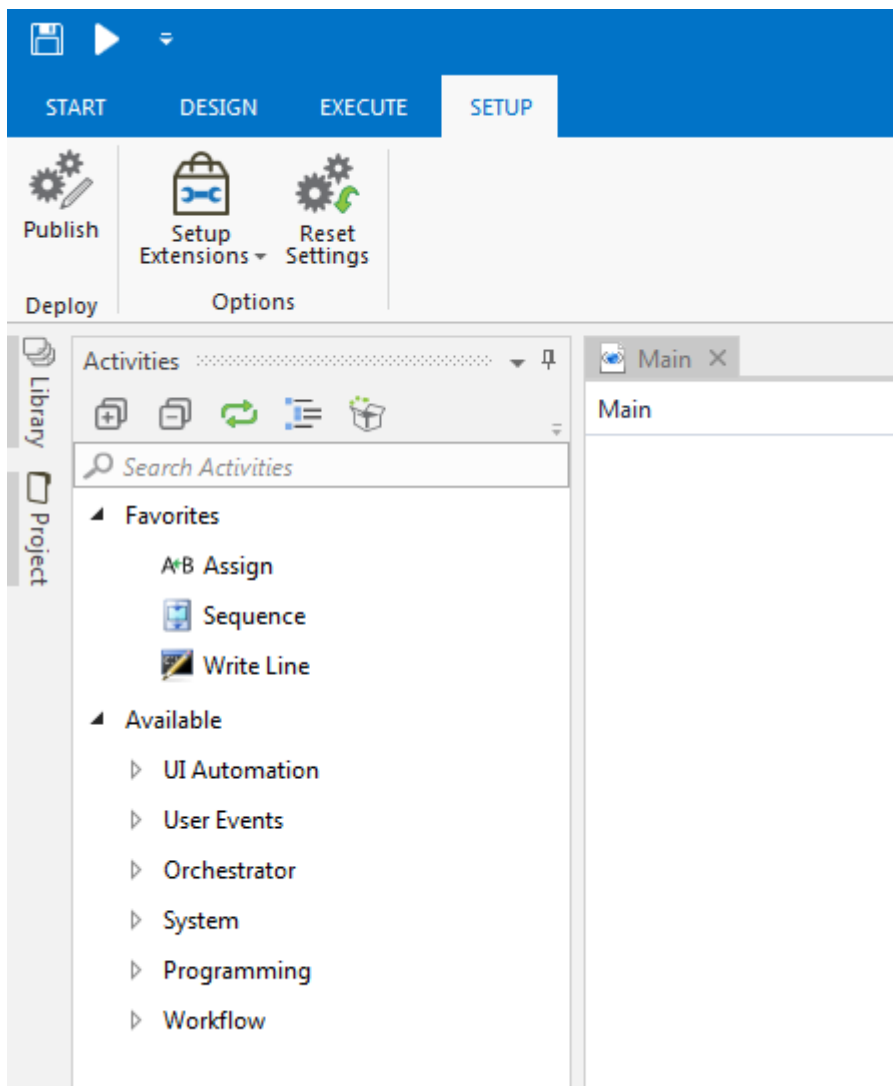 START DESIGN EXECUTE SETUP
Publish
Setup
Extensions
Reset
Settings
Deploy
Options
Library
Project
Activities
Search Activities
Favorites
A←B Assign
Sequence
Write Line
Available
UI Automation
User Events
Orchestrator
System
Programming
Workflow
Main
Main